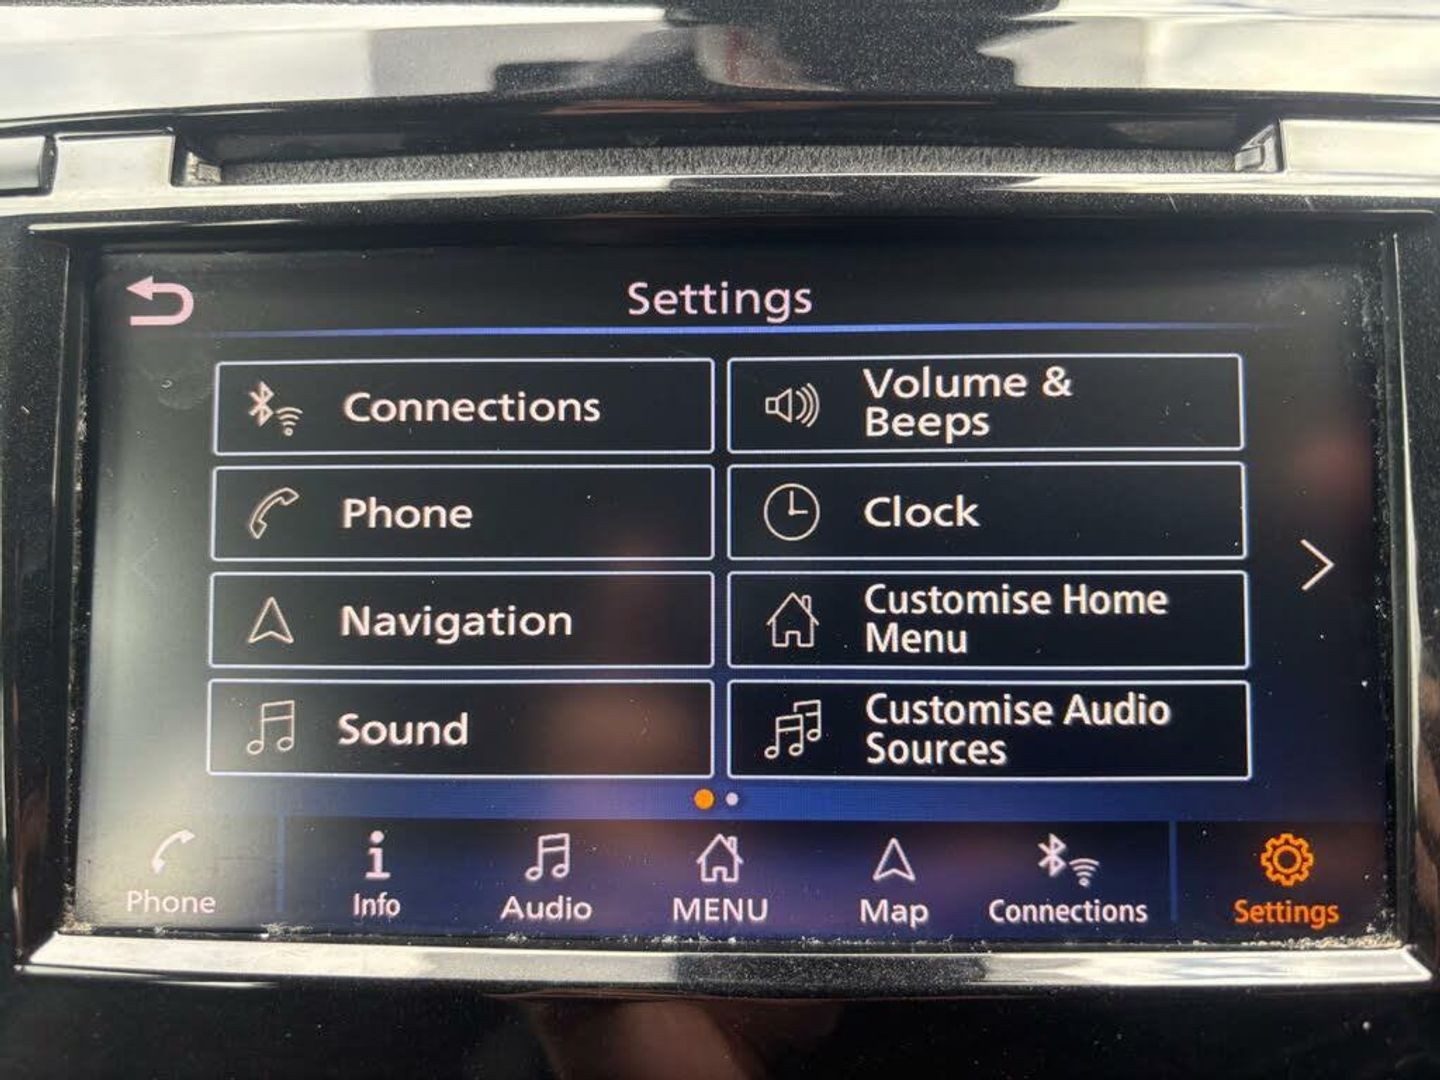 Settings
Connections
Volume &
Beeps
Phone
Clock
Navigation
Customise Home
Menu
Sound
Customise Audio
Sources
Phone
Info
Audio
MENU
Map
Connections
Settings